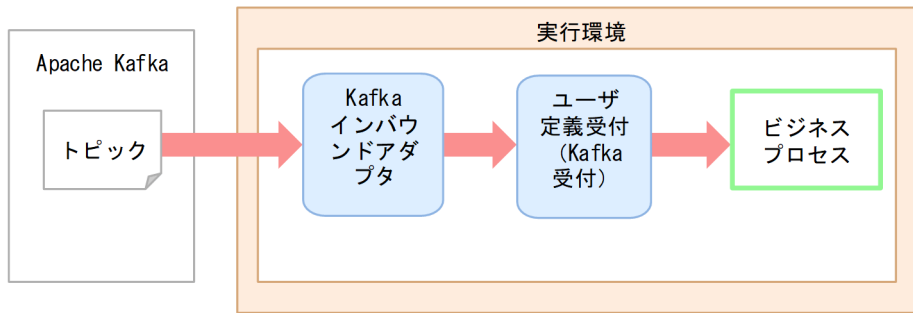 実行環境
Apache Kafka
トピック
Kafka
インバウ
ンドアダ
プタ
ユーザ
定義受付
(Kafka
受付)
ビジネス
プロセス